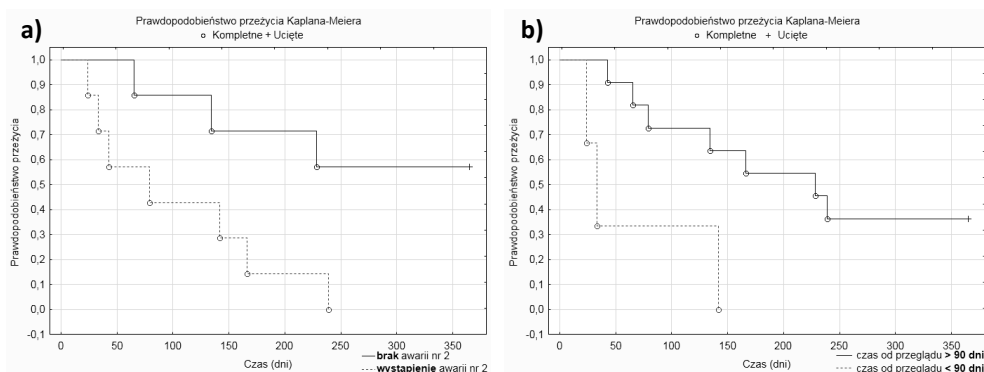 a)
Prawdopodobieństwo przeżycia Kaplana-Meiera
○ Kompletne + Ucięte
1,0
0,9
0,8
0,7
0,6
0,5
0,4
0,3
0,2
0,1
0,0
-0,1
Prawdopodobieństwo przeżycia
0 50 100 150 200 250 300 350
Czas (dni)
brak awarii nr 2
wystąpienie awarii nr 2
b)
Prawdopodobieństwo przeżycia Kaplana-Meiera
○ Kompletne + Ucięte
1,0
0,9
0,8
0,7
0,6
0,5
0,4
0,3
0,2
0,1
0,0
-0,1
Prawdopodobieństwo przeżycia
0 50 100 150 200 250 300 350
Czas (dni)
czas od przeglądu > 90 dni
czas od przeglądu < 90 dni